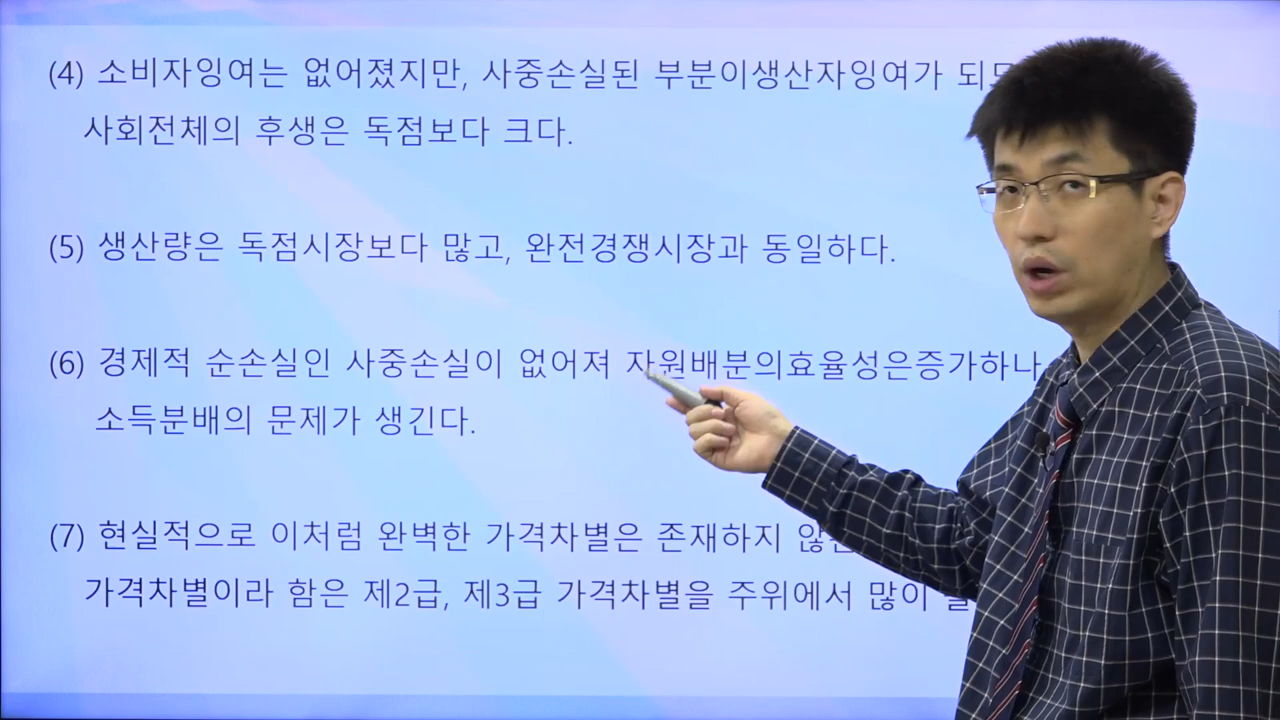 (4) 소비자잉여는 없어졌지만, 사중손실된 부분이생산자잉여가
사회전체의 후생은 독점보다 크다.
(5) 생산량은 독점시장보다 많고, 완전경쟁시장과 동일하다.
(6) 경제적 순손실인 사중손실이 없어져 자원배분의효율성은증가하나
소득분배의 문제가 생긴다.
(7) 현실적으로 이처럼 완벽한 가격차별은 존재하지
가격차별이라 함은 제2급, 제3급 가격차별을 주위에서 많이